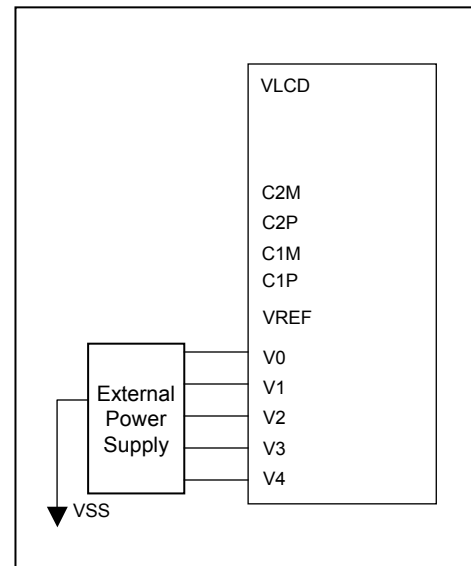 VLCD
C2M
C2P
C1M
C1P
VREF
V0
V1
V2
V3
V4
External
Power
Supply
VSS